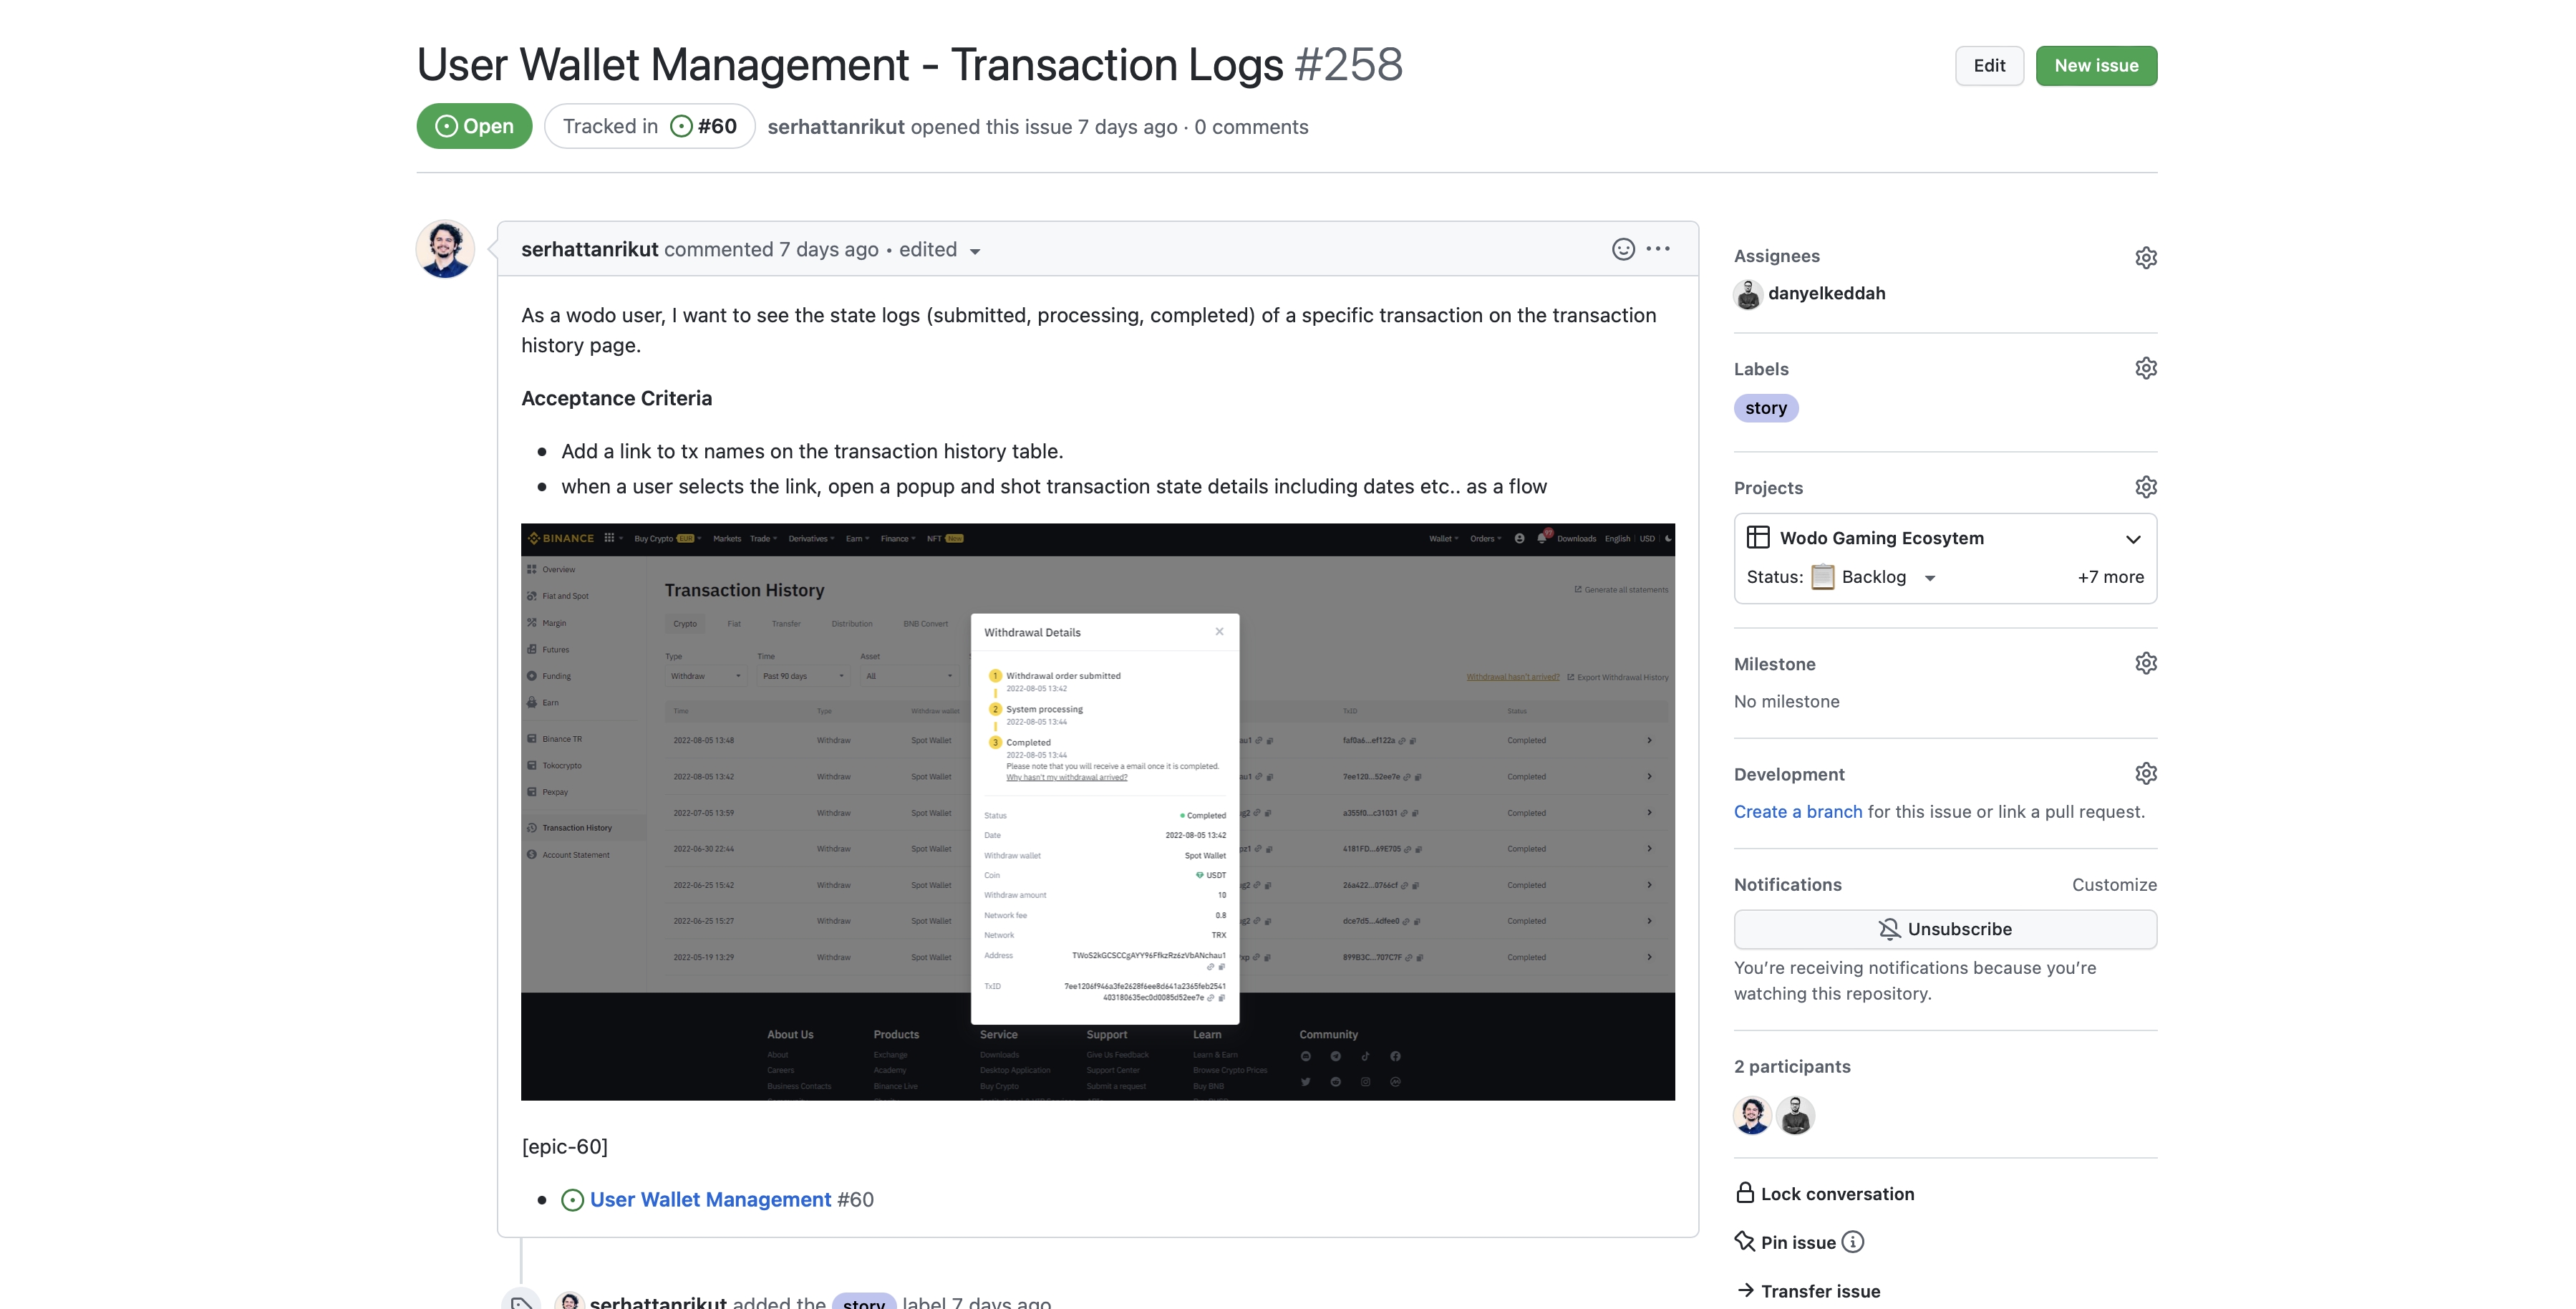 User Wallet Management - Transaction Logs #258
Edit
New issue
Open
Tracked in #60
serhattanrikut opened this issue 7 days ago · 0 comments
serhattanrikut commented 7 days ago • edited
As a wodo user, I want to see the state logs (submitted, processing, completed) of a specific transaction on the transaction
history page.
Acceptance Criteria
Add a link to tx names on the transaction history table.
when a user selects the link, open a popup and shot transaction state details including dates etc.. as a flow
BINANCE Buy Crypto EUR Markets Trade Derivatives Earn Finance NFT New Wallet Orders Downloads English USD
Overview
Fiat and Spot
Margin
Futures
Funding
Earn
Binance TR
Tokocrypto
Pexpay
Transaction History
Account Statement
Transaction History
Generate all statements
Crypto Fiat Transfer Distribution BNB Convert
Type Time Asset
Withdraw Past 90 days All
Withdrawal hasn't arrived? Export Withdrawal History
Time Type Withdraw wallet TxID Status
2022-08-05 13:48 Withdraw Spot Wallet au1 faf0a6...ef122a Completed
2022-08-05 13:42 Withdraw Spot Wallet au1 7ee120...52ee7e Completed
2022-07-05 13:59 Withdraw Spot Wallet ug2 a355f0...c31031 Completed
2022-06-30 22:44 Withdraw Spot Wallet pz1 4181FD...69E705 Completed
2022-06-25 15:42 Withdraw Spot Wallet ug2 26a422...0766cf Completed
2022-06-25 15:27 Withdraw Spot Wallet ug2 dce7d5...4dfee0 Completed
2022-05-19 13:29 Withdraw Spot Wallet 899B3C...707C7F Completed
Withdrawal Details
1 Withdrawal order submitted
2022-08-05 13:42
2 System processing
2022-08-05 13:44
3 Completed
2022-08-05 13:44
Please note that you will receive a email once it is completed.
Why hasn't my withdrawal arrived?
Status Completed
Date 2022-08-05 13:42
Withdraw wallet Spot Wallet
Coin USDT
Withdraw amount 10
Network fee 0.8
Network TRX
Address TWoS2kGCSCCgAYY96FfkzRz6zVbANchau1
TxID 7ee1206f946a3fe2628f6ee8d641a2365feb2541
403180635ec0d0085d52ee7e
About Us Products Service Support Learn Community
About Exchange Downloads Give Us Feedback Learn & Earn
Careers Academy Desktop Application Support Center Browse Crypto Prices
Business Contacts Binance Live Buy Crypto Submit a request Buy BNB
[epic-60]
User Wallet Management #60
serhattanrikut added the story label 7 days ago
Assignees
danyelkeddah
Labels
story
Projects
Wodo Gaming Ecosytem
Status: Backlog +7 more
Milestone
No milestone
Development
Create a branch for this issue or link a pull request.
Notifications
Customize
Unsubscribe
You're receiving notifications because you're
watching this repository.
2 participants
Lock conversation
Pin issue
Transfer issue